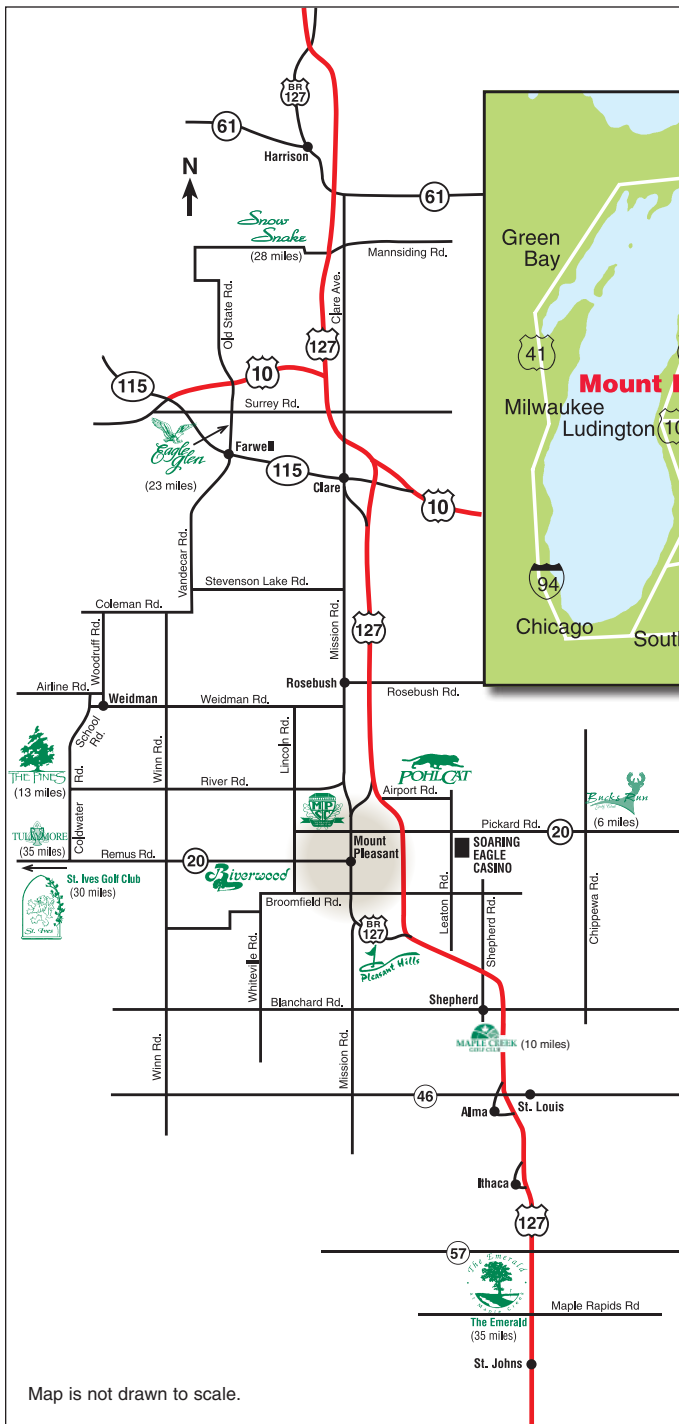 BR
127
61
Harrison
N
61
Snow
Snake
(28 miles)
Mannsiding Rd.
Old State Rd.
Clare Ave.
127
10
115
Surrey Rd.
Eagle
Glen
(23 miles)
Farwell
115
Clare
10
Vandecar Rd.
Stevenson Lake Rd.
Coleman Rd.
Woodruff Rd.
Mission Rd.
127
Airline Rd.
Rosebush
Rosebush Rd.
Weidman
Weidman Rd.
School
Rd.
Winn Rd.
Lincoln Rd.
THE PINES
(13 miles)
River Rd.
POHLCAT
Airport Rd.
Bucks Run
(6 miles)
Coldwater
Rd.
TULLYMORE
(35 miles)
MP
Pickard Rd.
20
Mount
Pleasant
SOARING
EAGLE
CASINO
Remus Rd.
20
Riverwood
St. Ives Golf Club
(30 miles)
St. Ives
Broomfield Rd.
BR
127
Pleasant Hills
Leaton Rd.
Shepherd Rd.
Chippewa Rd.
Whiteville Rd.
Blanchard Rd.
Shepherd
MAPLE CREEK
GOLF CLUB
(10 miles)
Winn Rd.
Mission Rd.
46
St. Louis
Alma
Ithaca
127
57
The Emerald
at Maple Creek
The Emerald
(35 miles)
Maple Rapids Rd
St. Johns
Map is not drawn to scale.
Green
Bay
41
Mount
Milwaukee
Ludington
10
94
Chicago
South